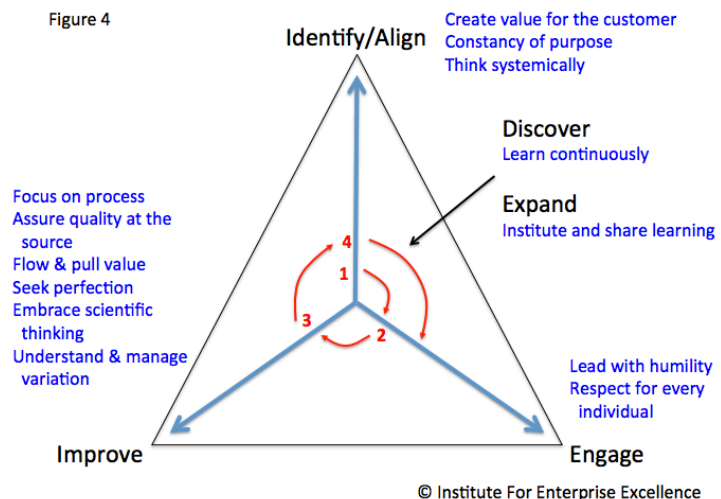 Figure 4
Identify/Align
Create value for the customer
Constancy of purpose
Think systemically
Discover
Learn continuously
Expand
Institute and share learning
Focus on process
Assure quality at the
source
Flow & pull value
Seek perfection
Embrace scientific
thinking
Understand & manage
variation
4
1
3
2
Lead with humility
Respect for every
individual
Improve
Engage
© Institute For Enterprise Excellence